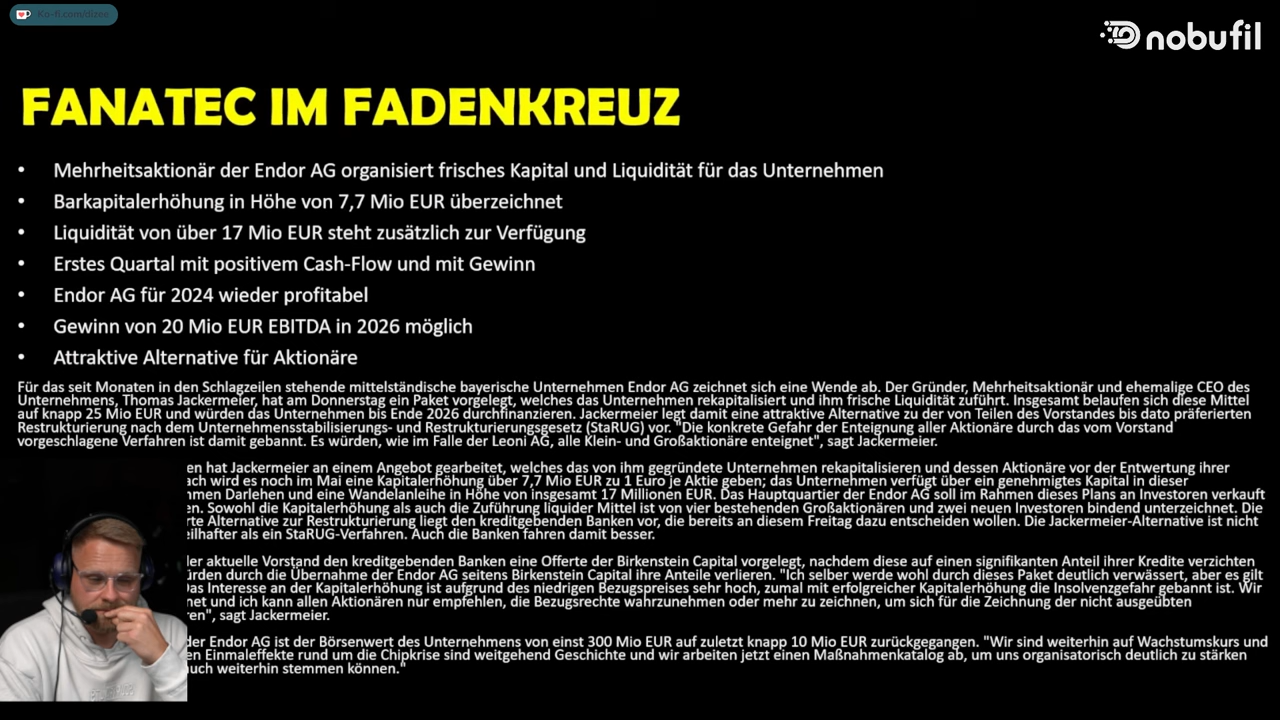 Ko-fi.com/dizee
nobufil
FANATEC IM FADENKREUZ
• Mehrheitsaktionär der Endor AG organisiert frisches Kapital und Liquidität für das Unternehmen
• Barkapitalerhöhung in Höhe von 7,7 Mio EUR überzeichnet
• Liquidität von über 17 Mio EUR steht zusätzlich zur Verfügung
• Erstes Quartal mit positivem Cash-Flow und mit Gewinn
• Endor AG für 2024 wieder profitabel
• Gewinn von 20 Mio EUR EBITDA in 2026 möglich
• Attraktive Alternative für Aktionäre
Für das seit Monaten in den Schlagzeilen stehende mittelständische bayerische Unternehmen Endor AG zeichnet sich eine Wende ab. Der Gründer, Mehrheitsaktionär und ehemalige CEO des
Unternehmens, Thomas Jackermeier, hat am Donnerstag ein Paket vorgelegt, welches das Unternehmen rekapitalisiert und ihm frische Liquidität zuführt. Insgesamt belaufen sich diese Mittel
auf knapp 25 Mio EUR und würden das Unternehmen bis Ende 2026 durchfinanzieren. Jackermeier legt damit eine attraktive Alternative zu der von Teilen des Vorstandes bis dato präferierten
Restrukturierung nach dem Unternehmensstabilisierungs- und Restrukturierungsgesetz (StaRUG) vor. "Die konkrete Gefahr der Enteignung aller Aktionäre durch das vom Vorstand
vorgeschlagene Verfahren ist damit gebannt. Es würden, wie im Falle der Leoni AG, alle Klein- und Großaktionäre enteignet", sagt Jackermeier.
en hat Jackermeier an einem Angebot gearbeitet, welches das von ihm gegründete Unternehmen rekapitalisieren und dessen Aktionäre vor der Entwertung ihrer
ach wird es noch im Mai eine Kapitalerhöhung über 7,7 Mio EUR zu 1 Euro je Aktie geben; das Unternehmen verfügt über ein genehmigtes Kapital in dieser
men Darlehen und eine Wandelanleihe in Höhe von insgesamt 17 Millionen EUR. Das Hauptquartier der Endor AG soll im Rahmen dieses Plans an Investoren verkauft
en. Sowohl die Kapitalerhöhung als auch die Zuführung liquider Mittel ist von vier bestehenden Großaktionären und zwei neuen Investoren bindend unterzeichnet. Die
rte Alternative zur Restrukturierung liegt den kreditgebenden Banken vor, die bereits an diesem Freitag dazu entscheiden wollen. Die Jackermeier-Alternative ist nicht
eilhafter als ein StaRUG-Verfahren. Auch die Banken fahren damit besser.
der aktuelle Vorstand den kreditgebenden Banken eine Offerte der Birkenstein Capital vorgelegt, nachdem diese auf einen signifikanten Anteil ihrer Kredite verzichten
ürden durch die Übernahme der Endor AG seitens Birkenstein Capital ihre Anteile verlieren. "Ich selber werde wohl durch dieses Paket deutlich verwässert, aber es gilt
Das Interesse an der Kapitalerhöhung ist aufgrund des niedrigen Bezugspreises sehr hoch, zumal mit erfolgreicher Kapitalerhöhung die Insolvenzgefahr gebannt ist. Wir
net und ich kann allen Aktionären nur empfehlen, die Bezugsrechte wahrzunehmen oder mehr zu zeichnen, um sich für die Zeichnung der nicht ausgeübten
ren", sagt Jackermeier.
der Endor AG ist der Börsenwert des Unternehmens von einst 300 Mio EUR auf zuletzt knapp 10 Mio EUR zurückgegangen. "Wir sind weiterhin auf Wachstumskurs und
en Einmaleffekte rund um die Chipkrise sind weitgehend Geschichte und wir arbeiten jetzt einen Maßnahmenkatalog ab, um uns organisatorisch deutlich zu stärken
auch weiterhin stemmen können."